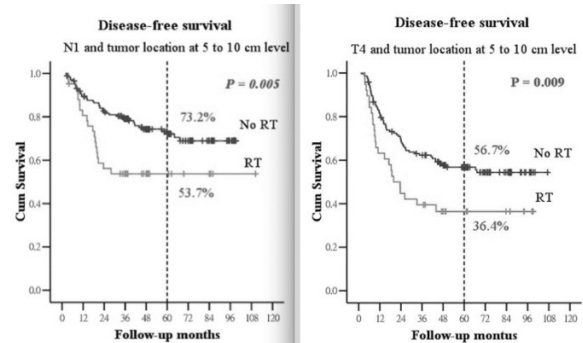 Disease-free survival
N1 and tumor location at 5 to 10 cm level
P = 0.005
73.2%
No RT
RT
53.7%
Cum Survival
1.0
0.8
0.6
0.4
0.2
0.0
0 12 24 36 48 60 72 84 96 108 120
Follow-up months
Disease-free survival
T4 and tumor location at 5 to 10 cm level
P = 0.009
56.7%
No RT
RT
36.4%
Cum Survival
1.0
0.8
0.6
0.4
0.2
0.0
0 12 24 36 48 60 72 84 96 108 120
Follow-up montus